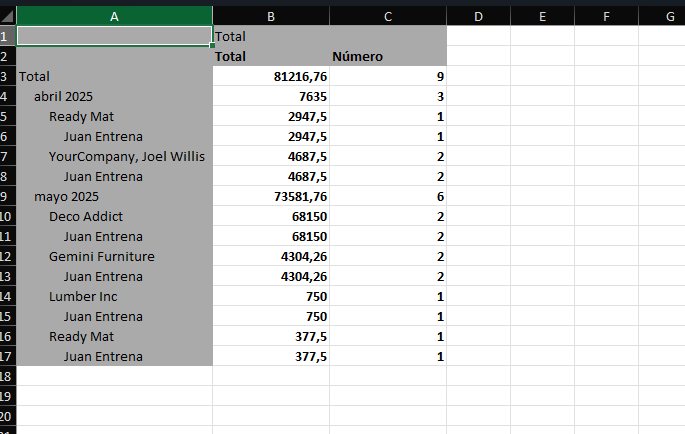 A B C D E F G
1 Total
2 Total Número
3 Total 81216,76 9
4 abril 2025 7635 3
5 Ready Mat 2947,5 1
6 Juan Entrena 2947,5 1
7 YourCompany, Joel Willis 4687,5 2
8 Juan Entrena 4687,5 2
9 mayo 2025 73581,76 6
10 Deco Addict 68150 2
11 Juan Entrena 68150 2
12 Gemini Furniture 4304,26 2
13 Juan Entrena 4304,26 2
14 Lumber Inc 750 1
15 Juan Entrena 750 1
16 Ready Mat 377,5 1
17 Juan Entrena 377,5 1
18
19
20